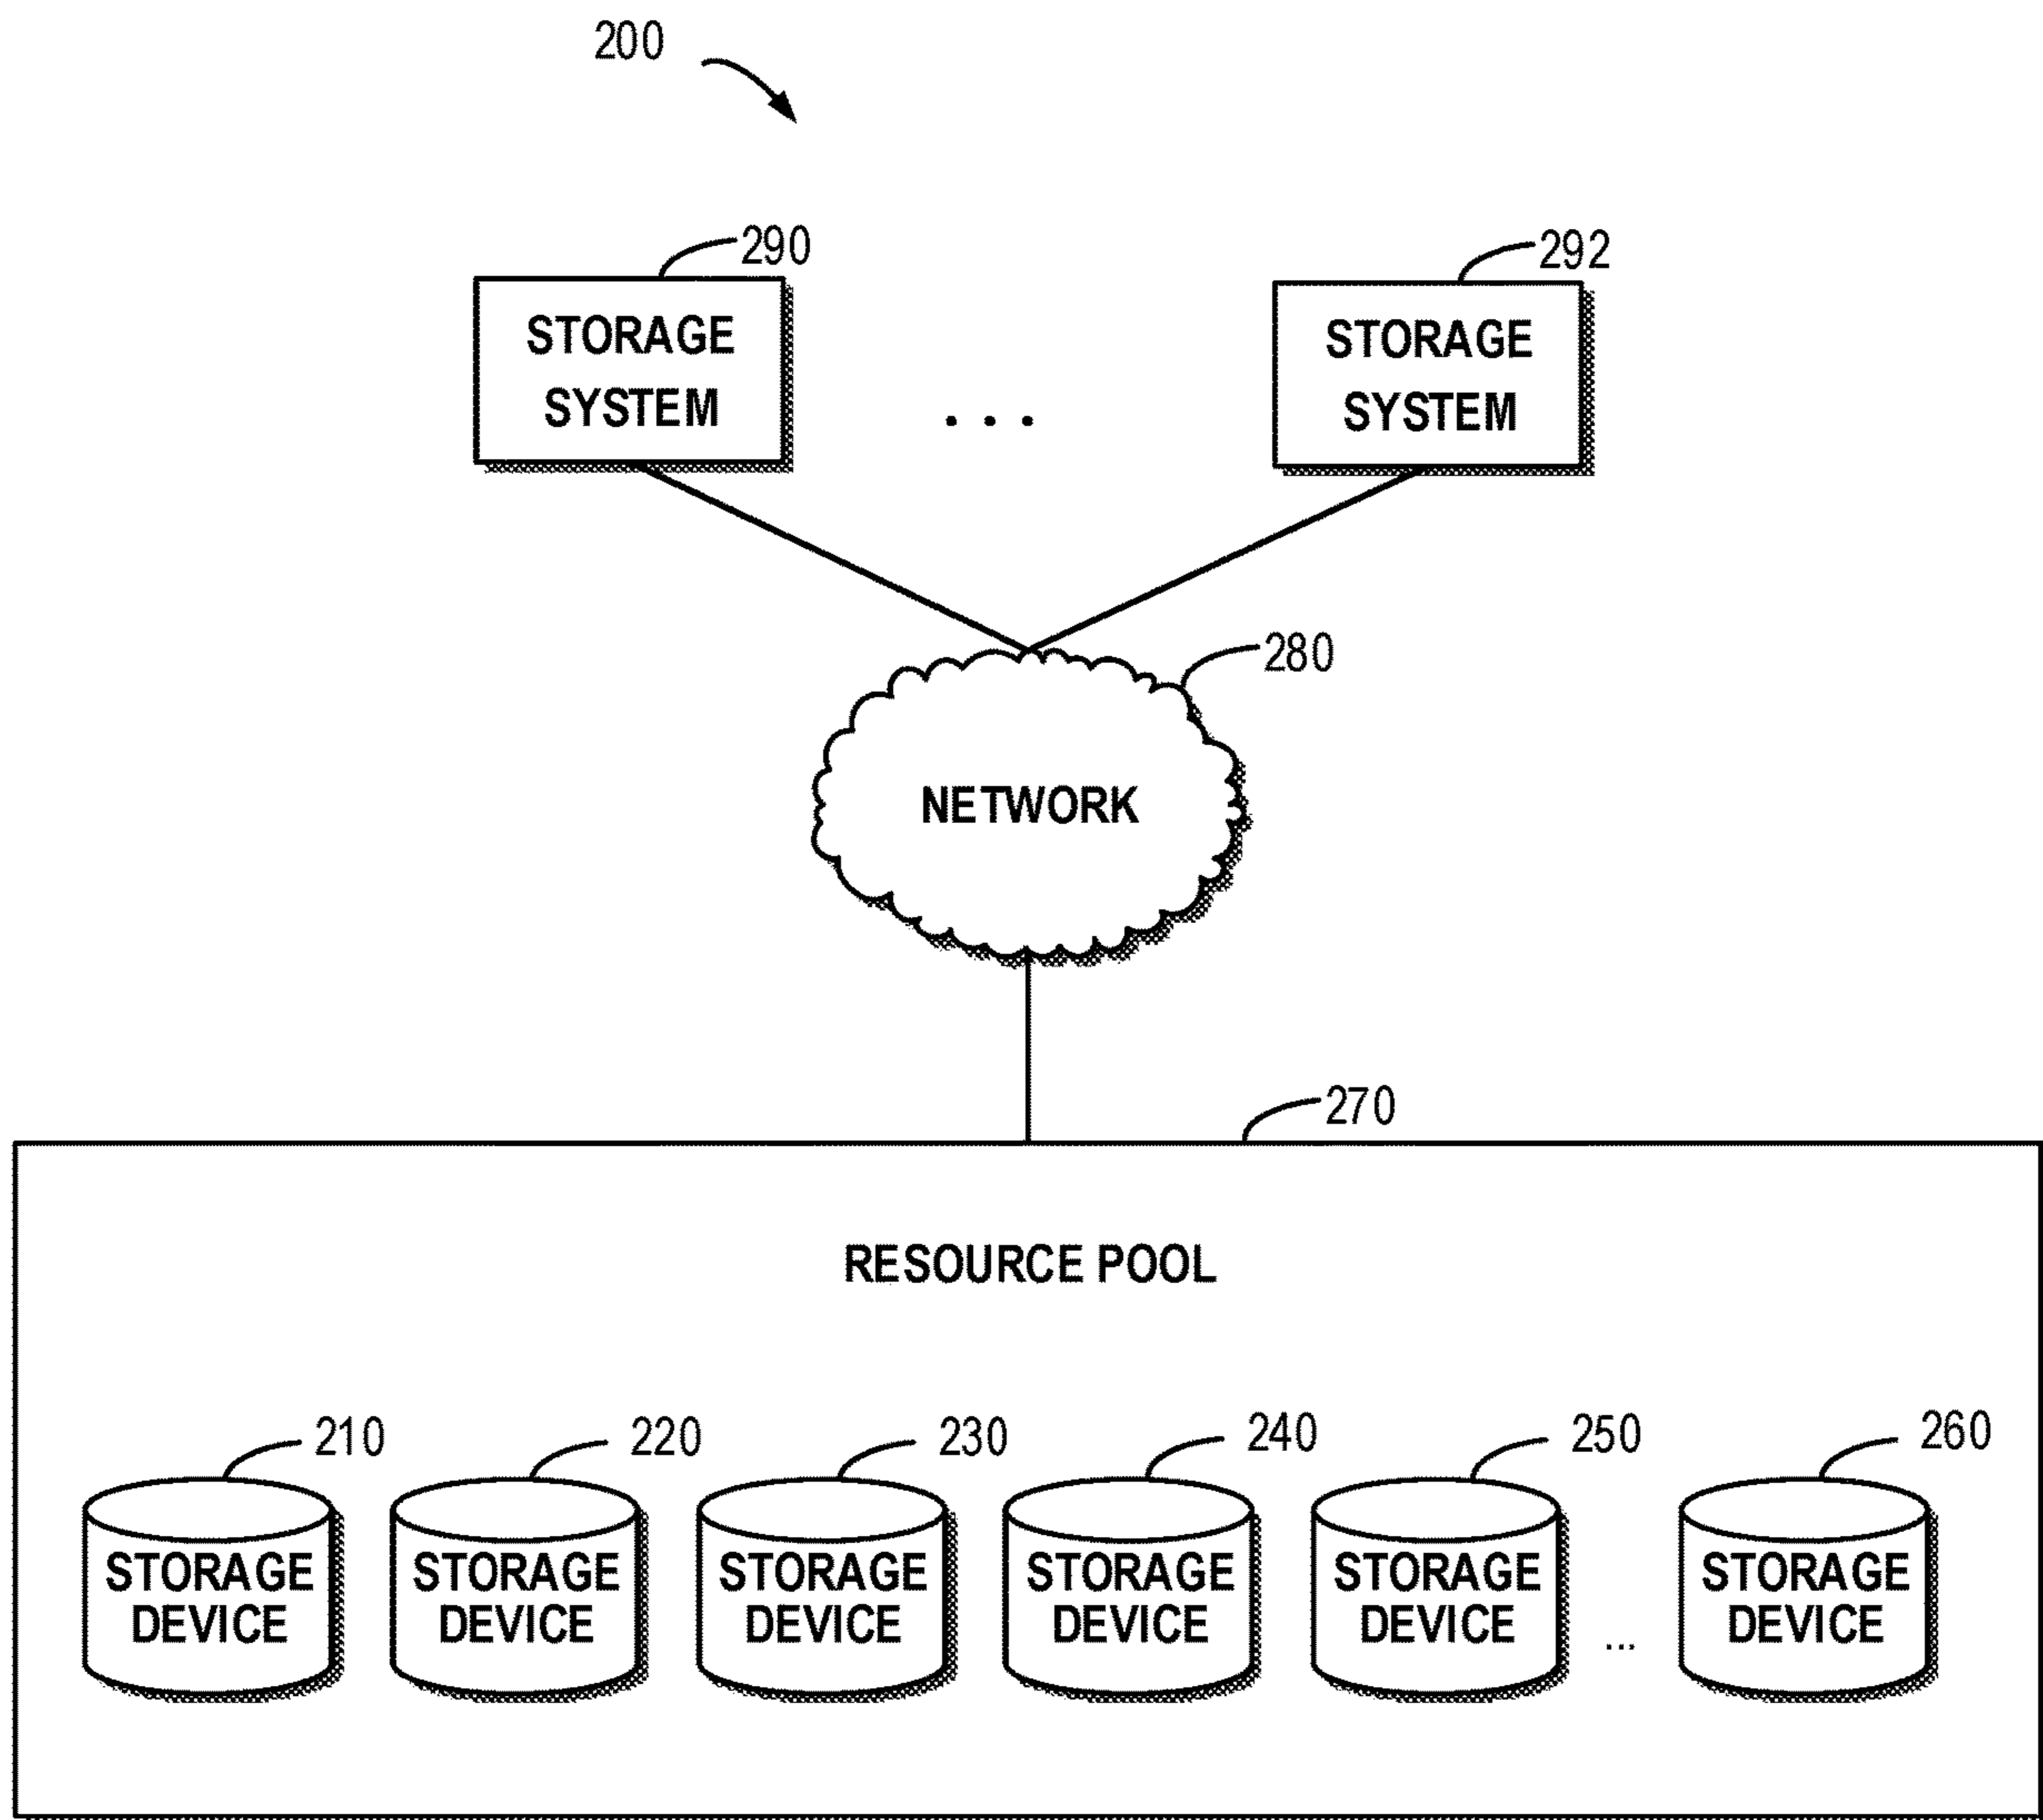 200
290
292
STORAGE
SYSTEM
. . .
STORAGE
SYSTEM
280
NETWORK
270
RESOURCE POOL
210
220
230
240
250
260
STORAGE
DEVICE
STORAGE
DEVICE
STORAGE
DEVICE
STORAGE
DEVICE
STORAGE
DEVICE
...
STORAGE
DEVICE